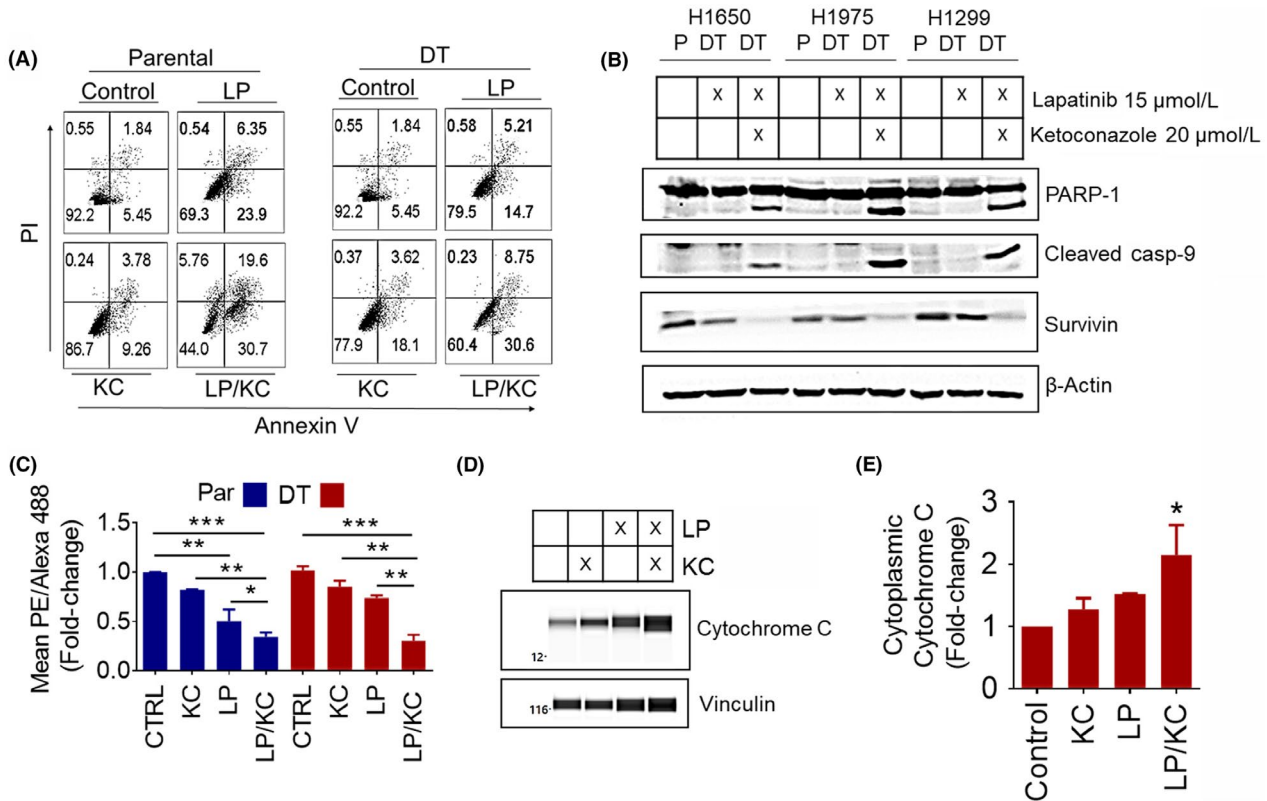 (A)
Parental
DT
Control
LP
Control
LP
0.55 1.84
0.54 6.35
0.55 1.84
0.58 5.21
92.2 5.45
69.3 23.9
92.2 5.45
79.5 14.7
0.24 3.78
5.76 19.6
0.37 3.62
0.23 8.75
86.7 9.26
44.0 30.7
77.9 18.1
60.4 30.6
KC
LP/KC
KC
LP/KC
PI
Annexin V
(B)
H1650 H1975 H1299
P DT DT P DT DT P DT DT
X X X X X X Lapatinib 15 μmol/L
X X X Ketoconazole 20 μmol/L
PARP-1
Cleaved casp-9
Survivin
β-Actin
(C)
Par DT
Mean PE/Alexa 488
(Fold-change)
1.5
1.0
0.5
0.0
*** ***
** **
** **
*
CTRL KC LP LP/KC CTRL KC LP LP/KC
(D)
X X LP
X X KC
Cytochrome C
12
Vinculin
116
(E)
Cytoplasmic
Cytochrome C
(Fold-change)
3
2
1
0
*
Control KC LP LP/KC